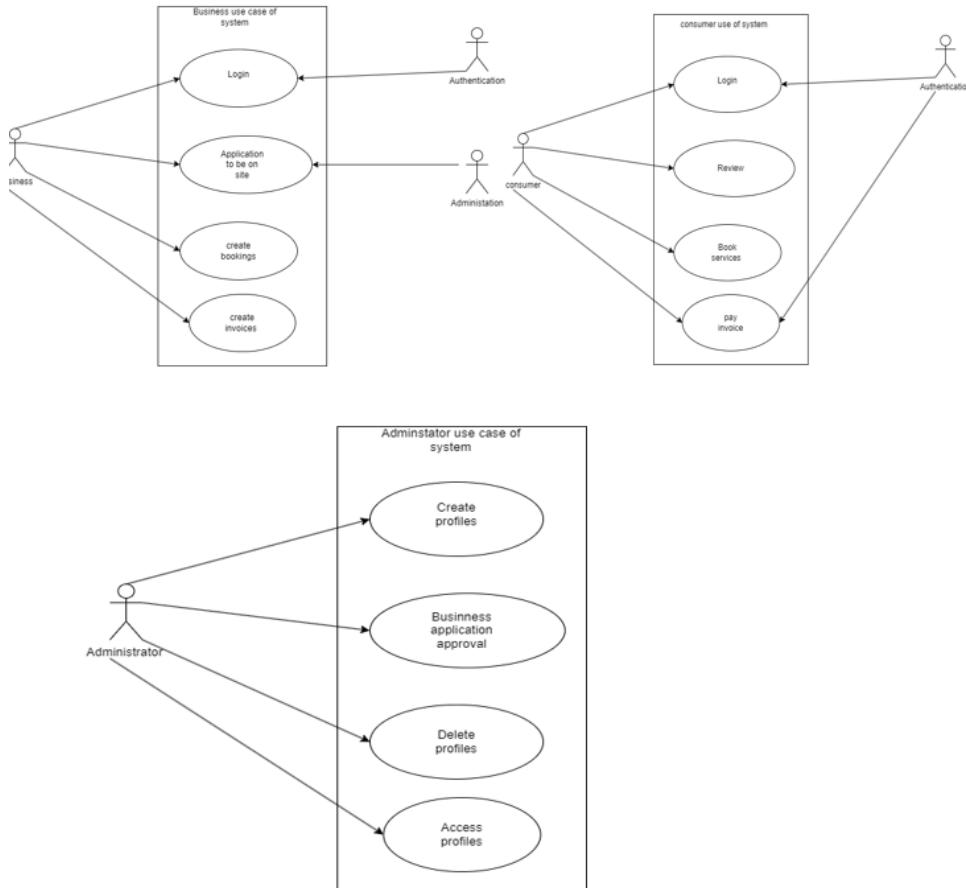 Business use case of
system
Login
Authentication
Application
to be on
site
Administation
siness
create
bookings
create
invoices
consumer use of system
Login
Authentication
Review
consumer
Book
services
pay
invoice
Adminstator use case of
system
Create
profiles
Businness
application
approval
Administrator
Delete
profiles
Access
profiles